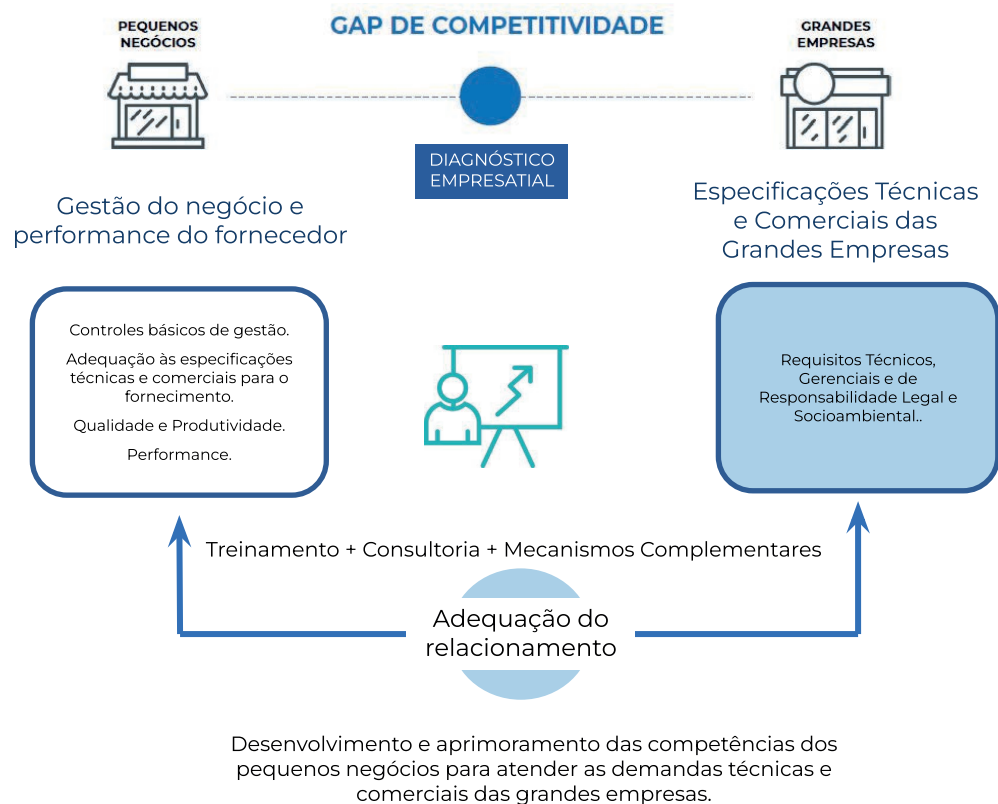 PEQUENOS
NEGÓCIOS
GAP DE COMPETITIVIDADE
GRANDES
EMPRESAS
DIAGNÓSTICO
EMPRESATIAL
Gestão do negócio e
performance do fornecedor
Especificações Técnicas
e Comerciais das
Grandes Empresas
Controles básicos de gestão.
Adequação às especificações
técnicas e comerciais para o
fornecimento.
Qualidade e Produtividade.
Performance.
Requisitos Técnicos,
Gerenciais e de
Responsabilidade Legal e
Socioambiental..
Treinamento + Consultoria + Mecanismos Complementares
Adequação do
relacionamento
Desenvolvimento e aprimoramento das competências dos
pequenos negócios para atender as demandas técnicas e
comerciais das grandes empresas.